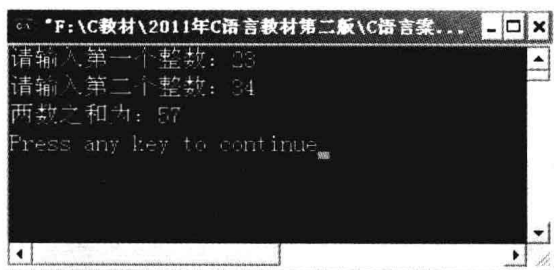 "F:\C教材\2011年C语言教材第二版\C语言案...
请输入第一个整数：23
请输入第二个整数：34
两数之和为：57
Press any key to continue